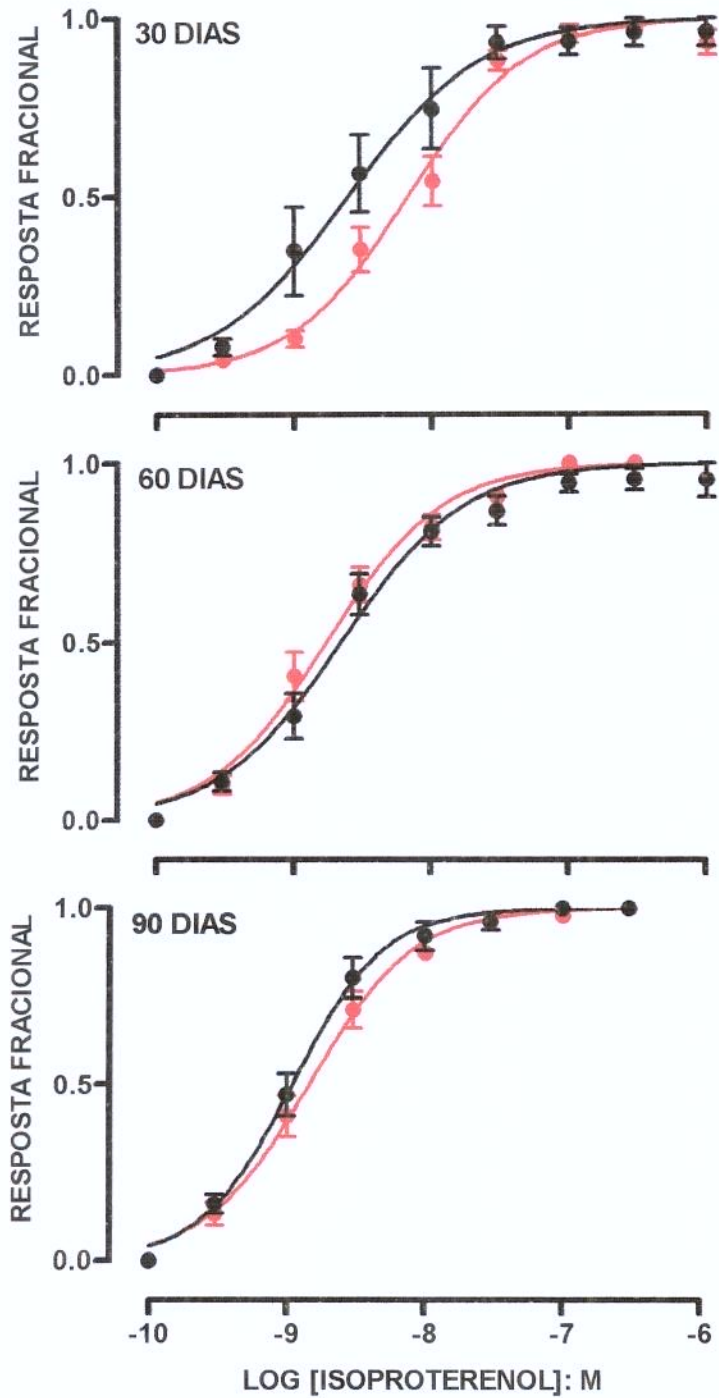 30 DIAS
RESPOSTA FRACIONAL
1.0
0.5
0.0
60 DIAS
RESPOSTA FRACIONAL
1.0
0.5
0.0
90 DIAS
RESPOSTA FRACIONAL
1.0
0.5
0.0
-10 -9 -8 -7 -6
LOG [ISOPROTERENOL]: M